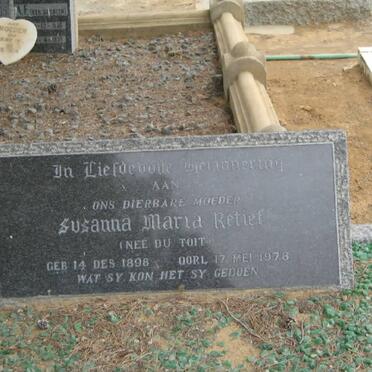 In Liefdevolle Herinnering
AAN
ONS DIERBARE MOEDER
Susanna Maria Retief
(NEE DU TOIT)
GEB 14 DES 1898 OORL 17 MEI 1978
WAT SY KON HET SY GEDOEN